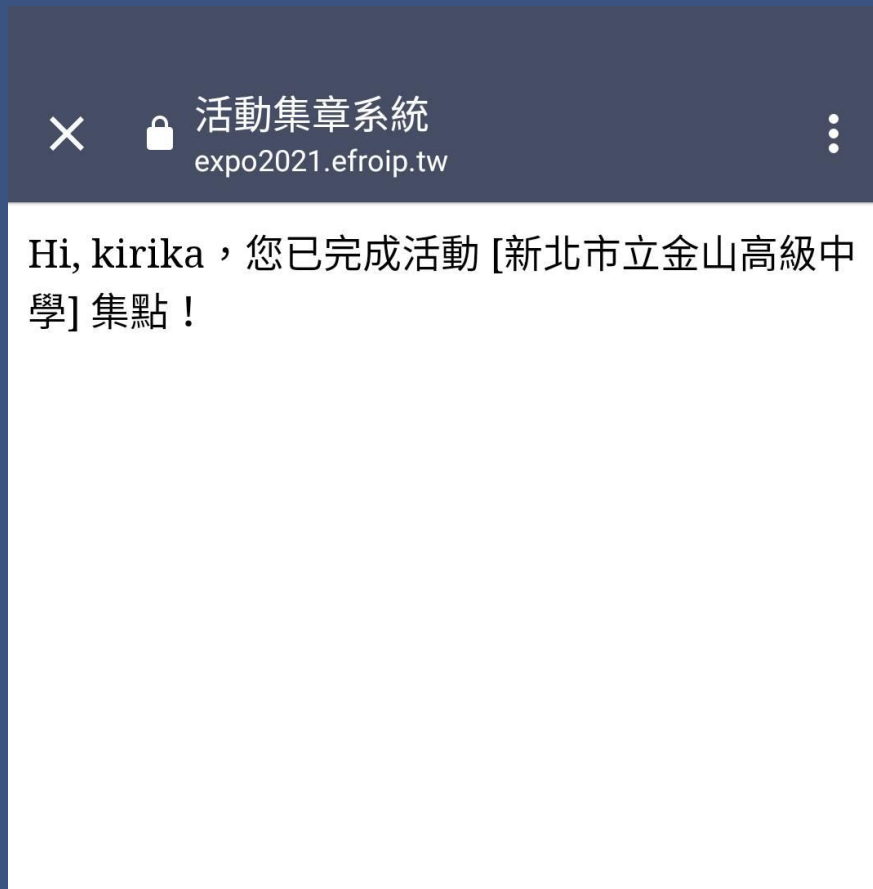 活動集章系統
expo2021.efroip.tw
Hi, kirika，您已完成活動 [新北市立金山高級中
學] 集點！